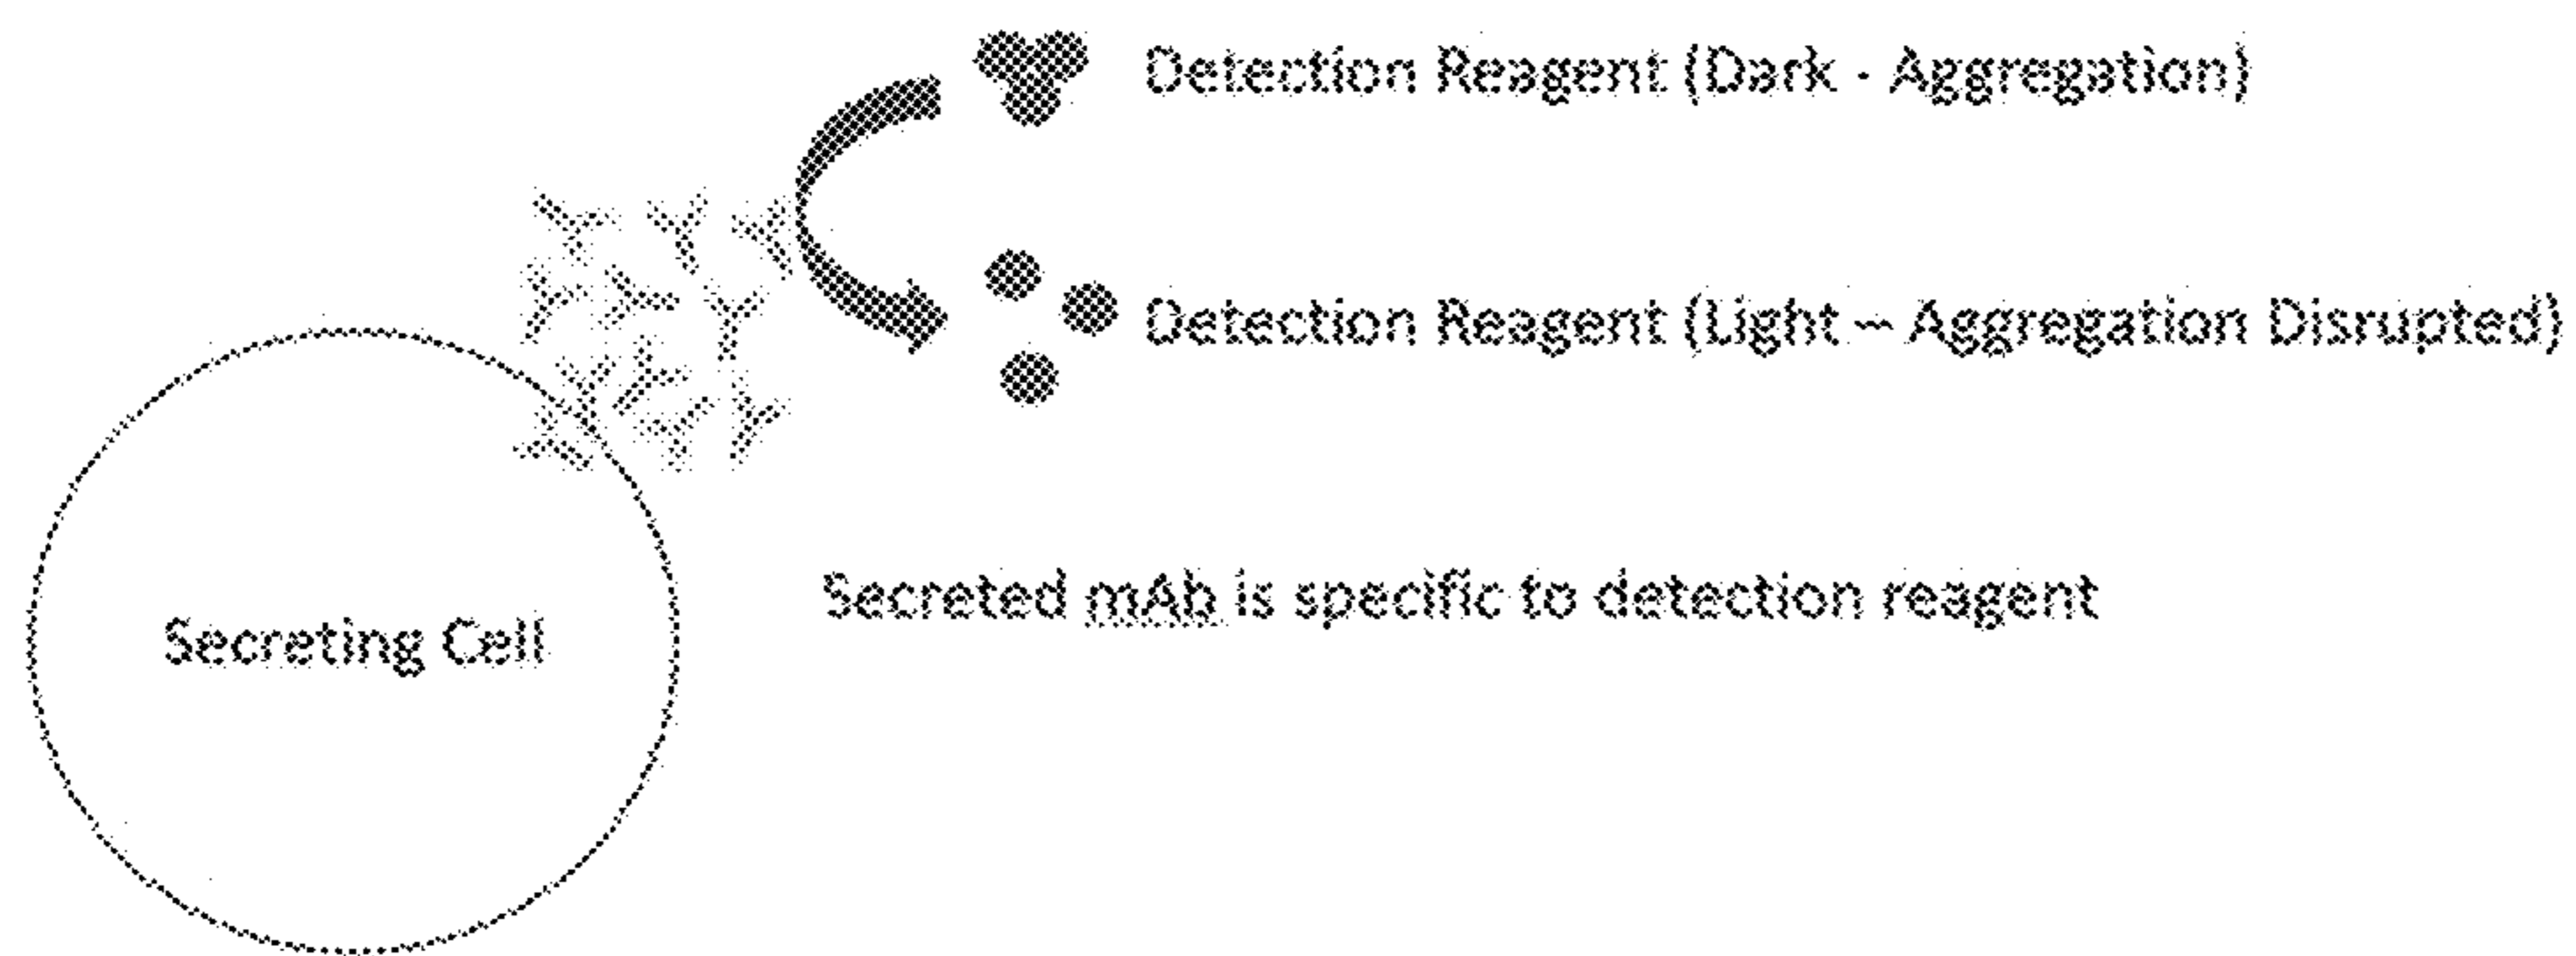 Detection Reagent (Dark - Aggregation)
Detection Reagent (Light – Aggregation Disrupted)
Secreted mAb is specific to detection reagent
Secreting Cell